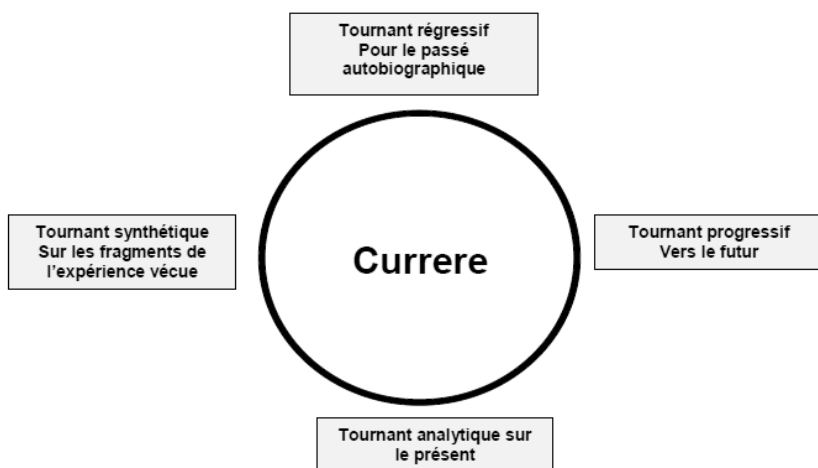 Tournant régressif
Pour le passé
autobiographique
Tournant synthétique
Sur les fragments de
l'expérience vécue
Currere
Tournant progressif
Vers le futur
Tournant analytique sur
le présent